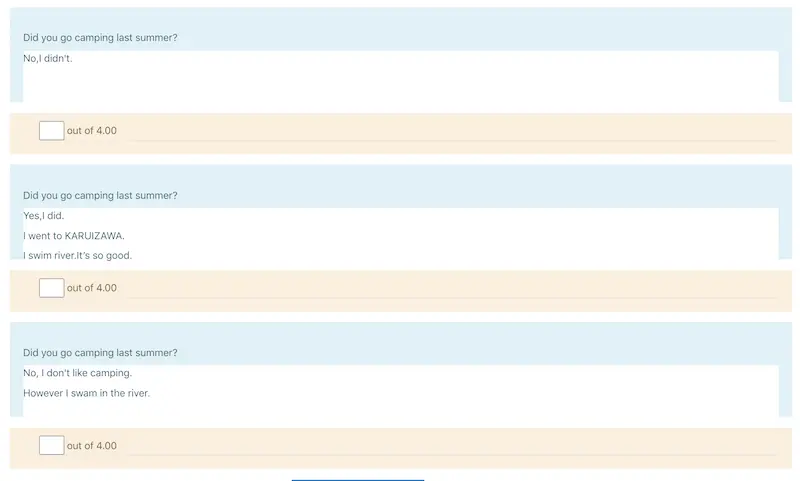 Did you go camping last summer?
No,I didn't.
out of 4.00
Did you go camping last summer?
Yes,I did.
I went to KARUIZAWA.
I swim river.It's so good.
out of 4.00
Did you go camping last summer?
No, I don't like camping.
However I swam in the river.
out of 4.00